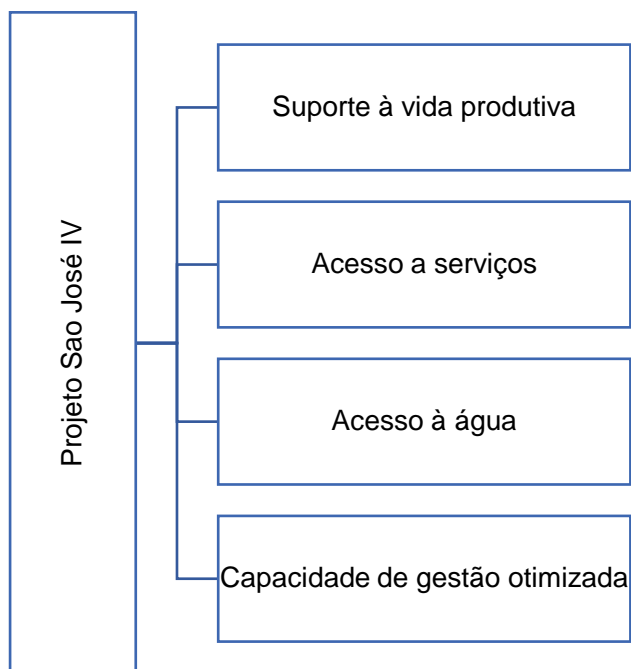 Projeto Sao José IV
Suporte à vida produtiva
Acesso a serviços
Acesso à água
Capacidade de gestão otimizada